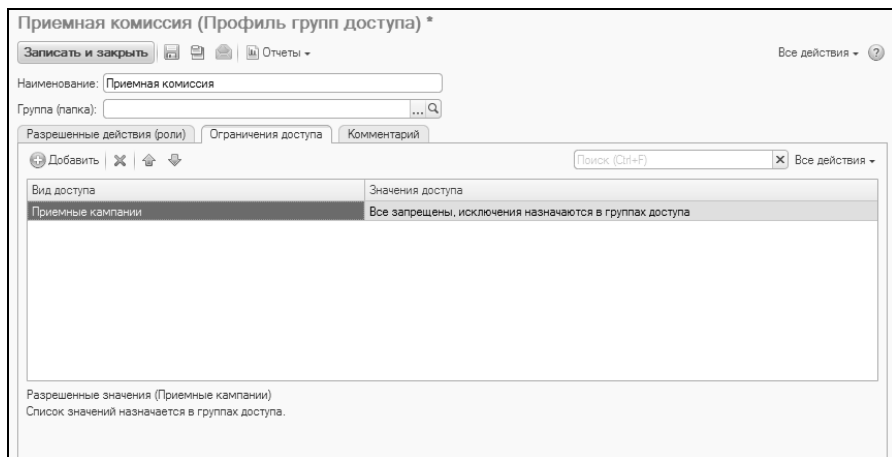 Приемная комиссия (Профиль групп доступа) *
Записать и закрыть Отчеты Все действия ?
Наименование: Приемная комиссия
Группа (папка): ...
Разрешенные действия (роли) Ограничения доступа Комментарий
Добавить Поиск (Ctrl+F) × Все действия
Вид доступа Значения доступа
Приемные кампании Все запрещены, исключения назначаются в группах доступа
Разрешенные значения (Приемные кампании)
Список значений назначается в группах доступа.